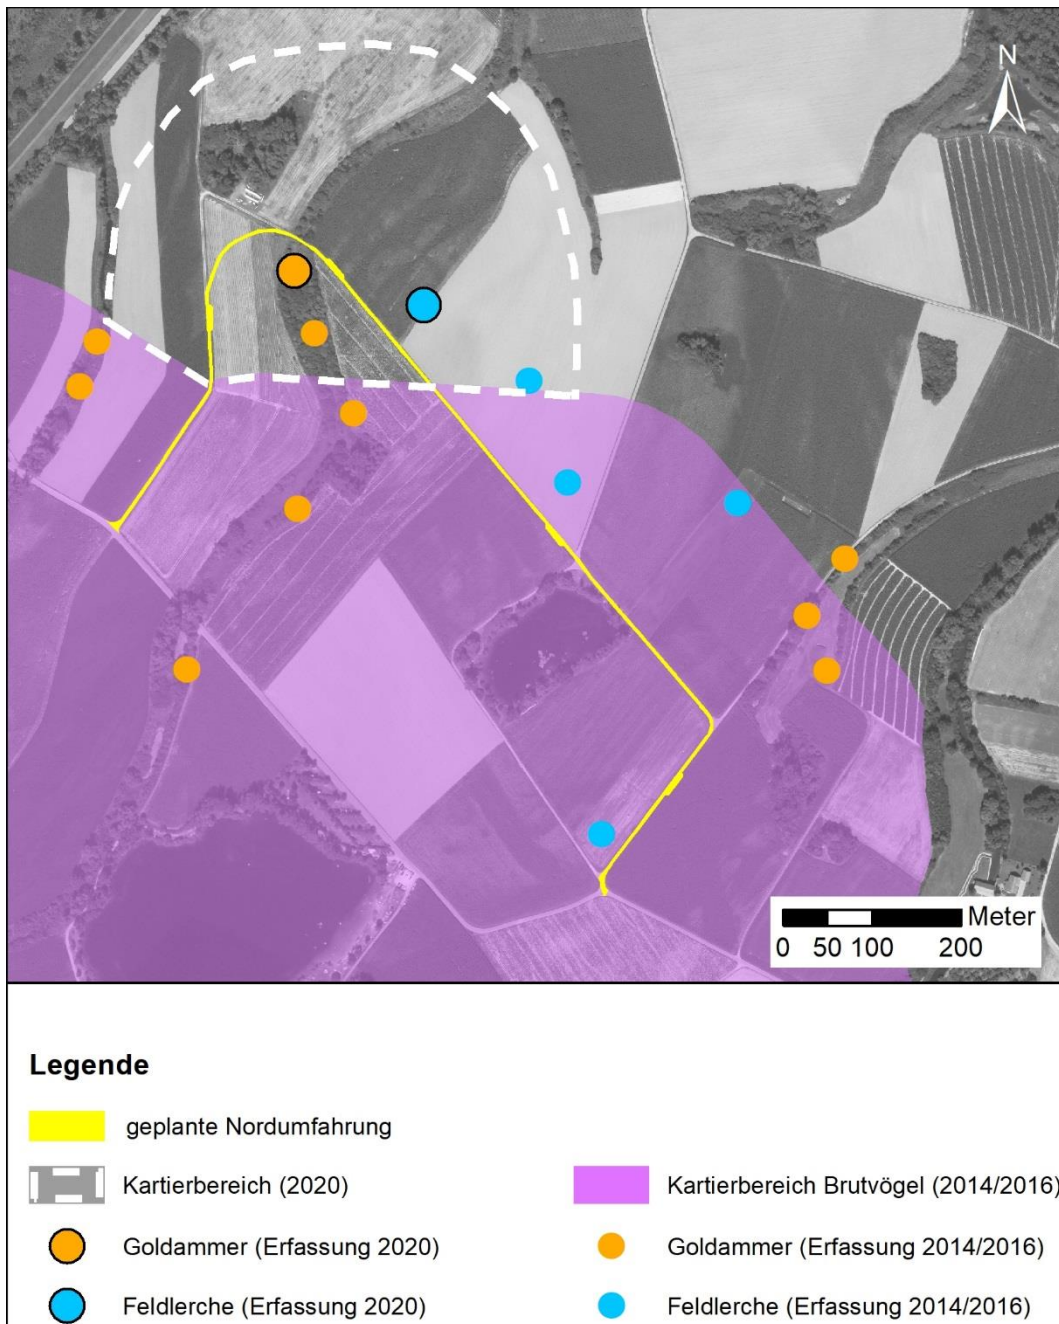 N
Meter
0 50 100 200
Legende
geplante Nordumfahrung
Kartierbereich (2020)
Kartierbereich Brutvögel (2014/2016)
Goldammer (Erfassung 2020)
Goldammer (Erfassung 2014/2016)
Feldlerche (Erfassung 2020)
Feldlerche (Erfassung 2014/2016)